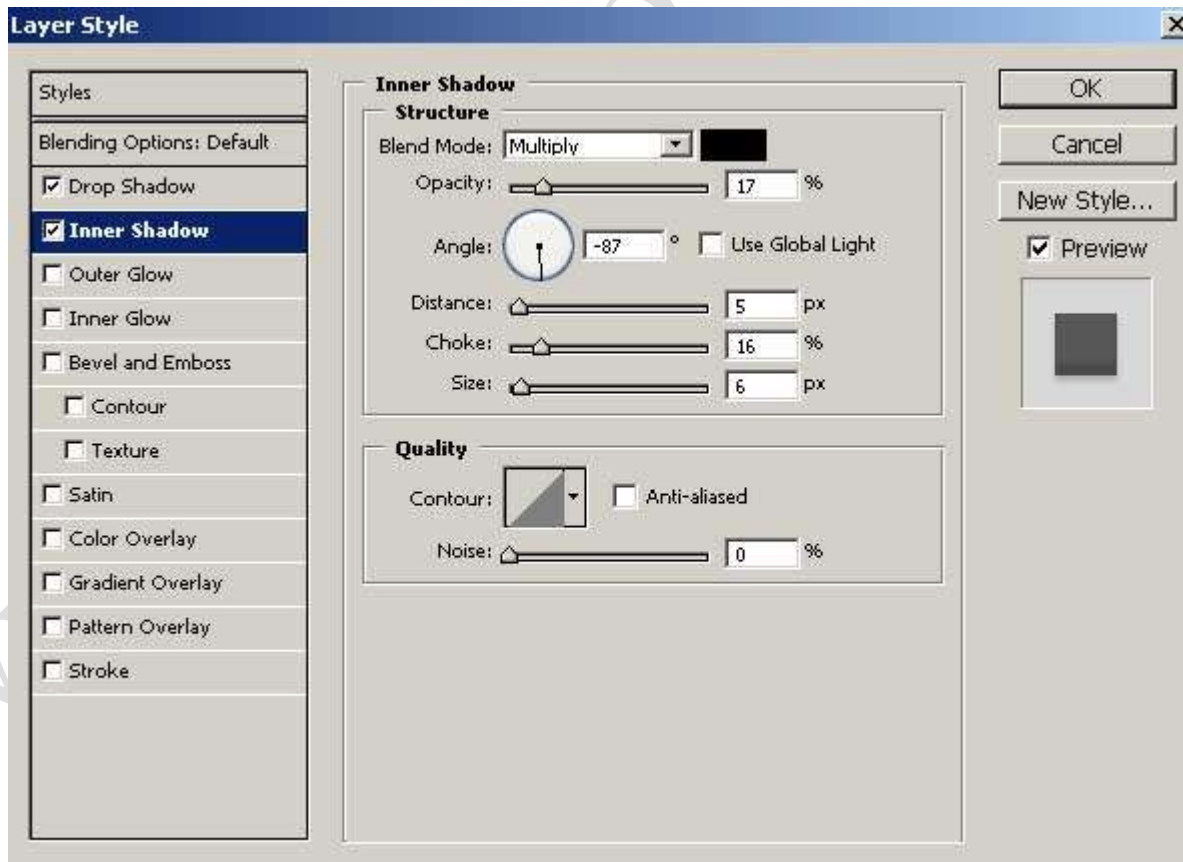 Layer Style
Styles
Blending Options: Default
Drop Shadow
Inner Shadow
Outer Glow
Inner Glow
Bevel and Emboss
Contour
Texture
Satin
Color Overlay
Gradient Overlay
Pattern Overlay
Stroke
Inner Shadow
Structure
Blend Mode: Multiply
Opacity: 17 %
Angle: -87 ° Use Global Light
Distance: 5 px
Choke: 16 %
Size: 6 px
Quality
Contour: Anti-aliased
Noise: 0 %
OK
Cancel
New Style...
Preview